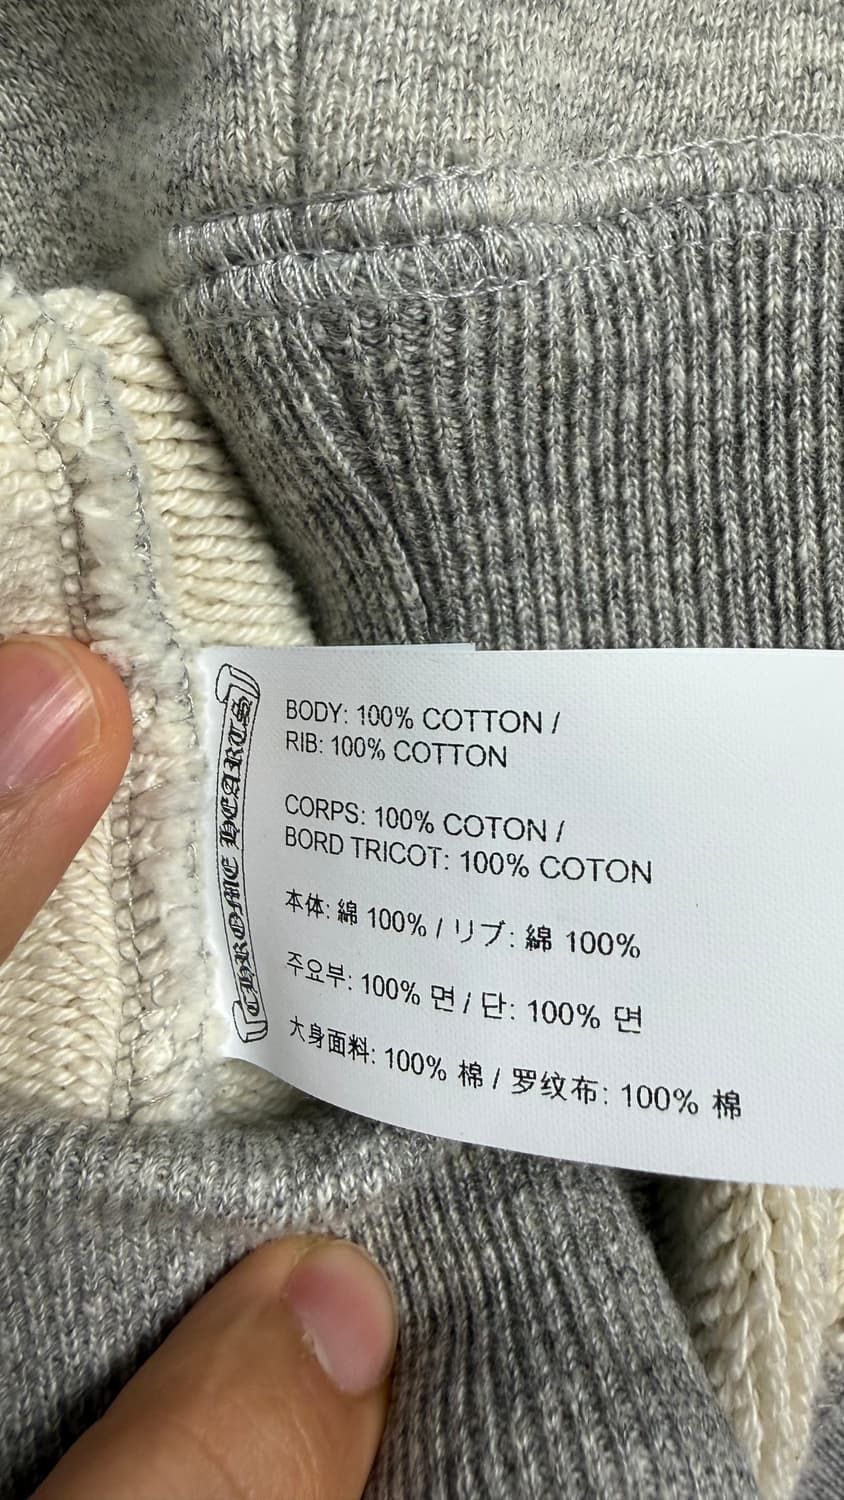 CHROME HEARTS
BODY: 100% COTTON /
RIB: 100% COTTON
CORPS: 100% COTON /
BORD TRICOT: 100% COTON
本体: 綿 100% / リブ: 綿 100%
주요부: 100% 면 / 단: 100% 면
大身面料: 100% 棉 / 罗纹布: 100% 棉